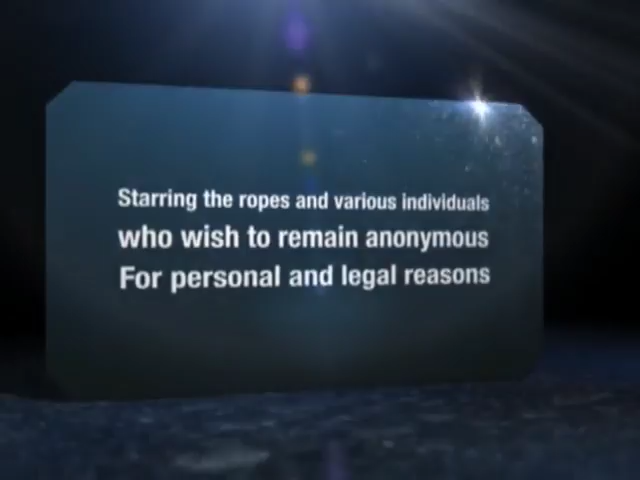 Starring the ropes and various individuals
who wish to remain anonymous
For personal and legal reasons